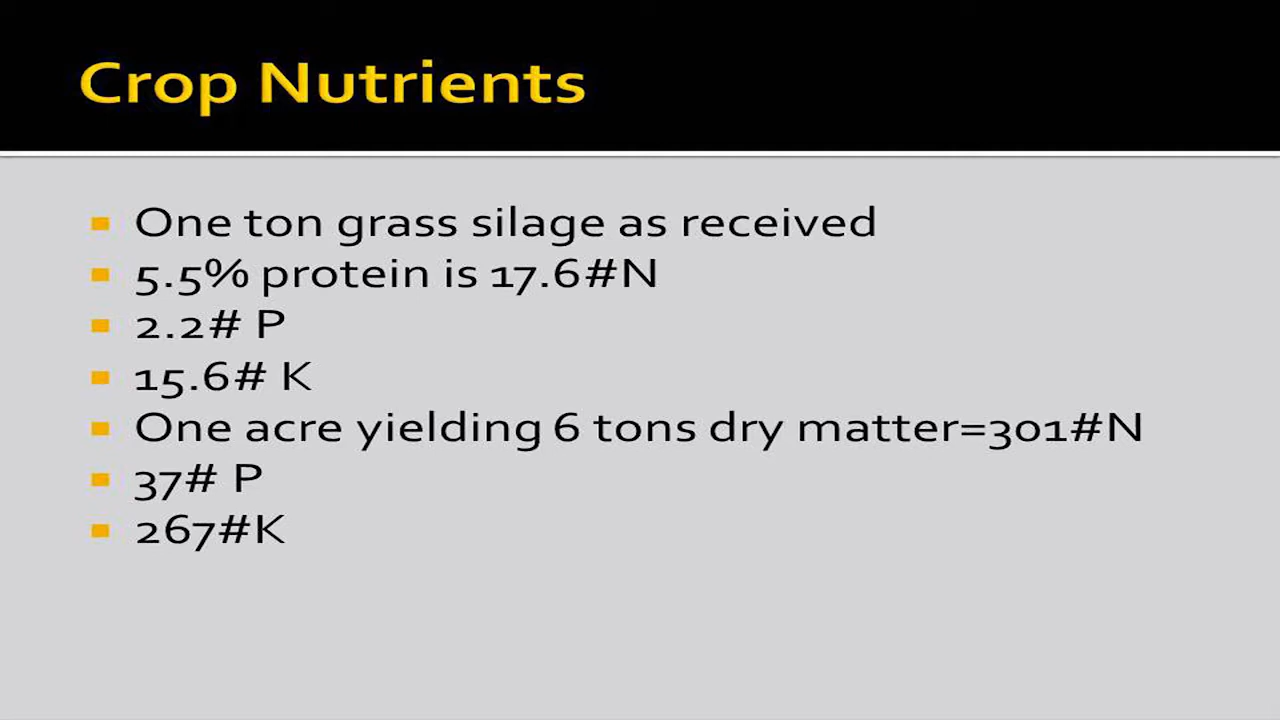 Crop Nutrients
One ton grass silage as received
5.5% protein is 17.6#N
2.2# P
15.6# K
One acre yielding 6 tons dry matter=301#N
37# P
267#K